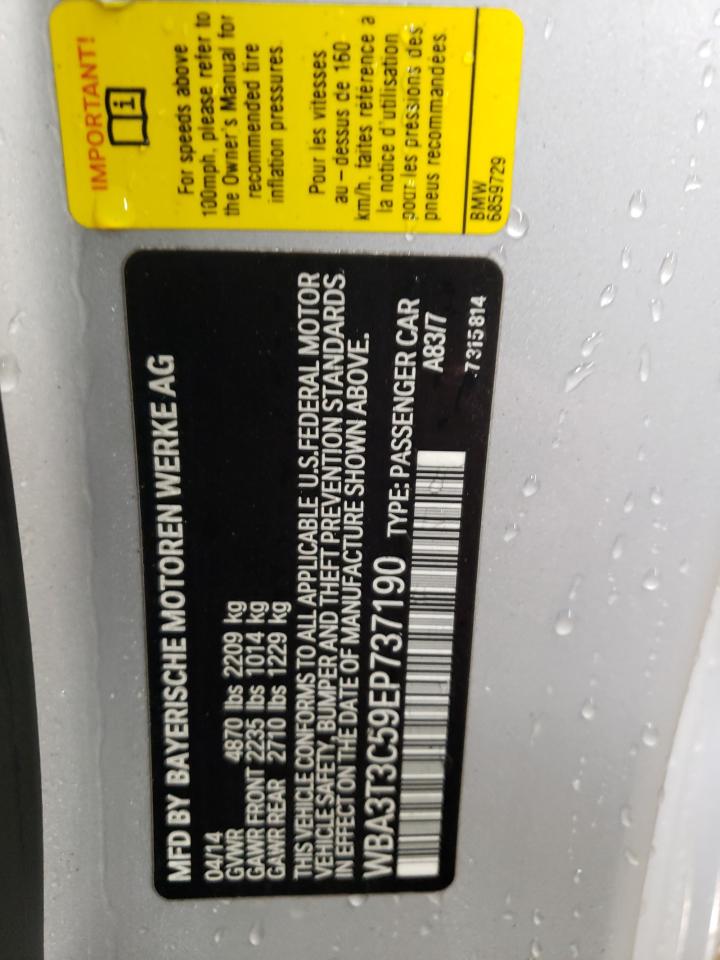 MFD BY BAYERISCHE MOTOREN WERKE AG
04/14
GVWR 4870 lbs 2209 kg
GAWR FRONT 2235 lbs 1014 kg
GAWR REAR 2710 lbs 1229 kg
THIS VEHICLE CONFORMS TO ALL APPLICABLE U.S. FEDERAL MOTOR
VEHICLE SAFETY, BUMPER AND THEFT PREVENTION STANDARDS
IN EFFECT ON THE DATE OF MANUFACTURE SHOWN ABOVE.
WBA3T3C59EP737190 TYPE: PASSENGER CAR
A83/7
7315814
IMPORTANT!
For speeds above
100mph, please refer to
the Owner's Manual for
recommended tire
inflation pressures.
Pour les vitesses
au-dessus de 160
km/h, faites référence a
la notice d'utilisation
pour les pressions des
pneus recommandées
BMW
6859729